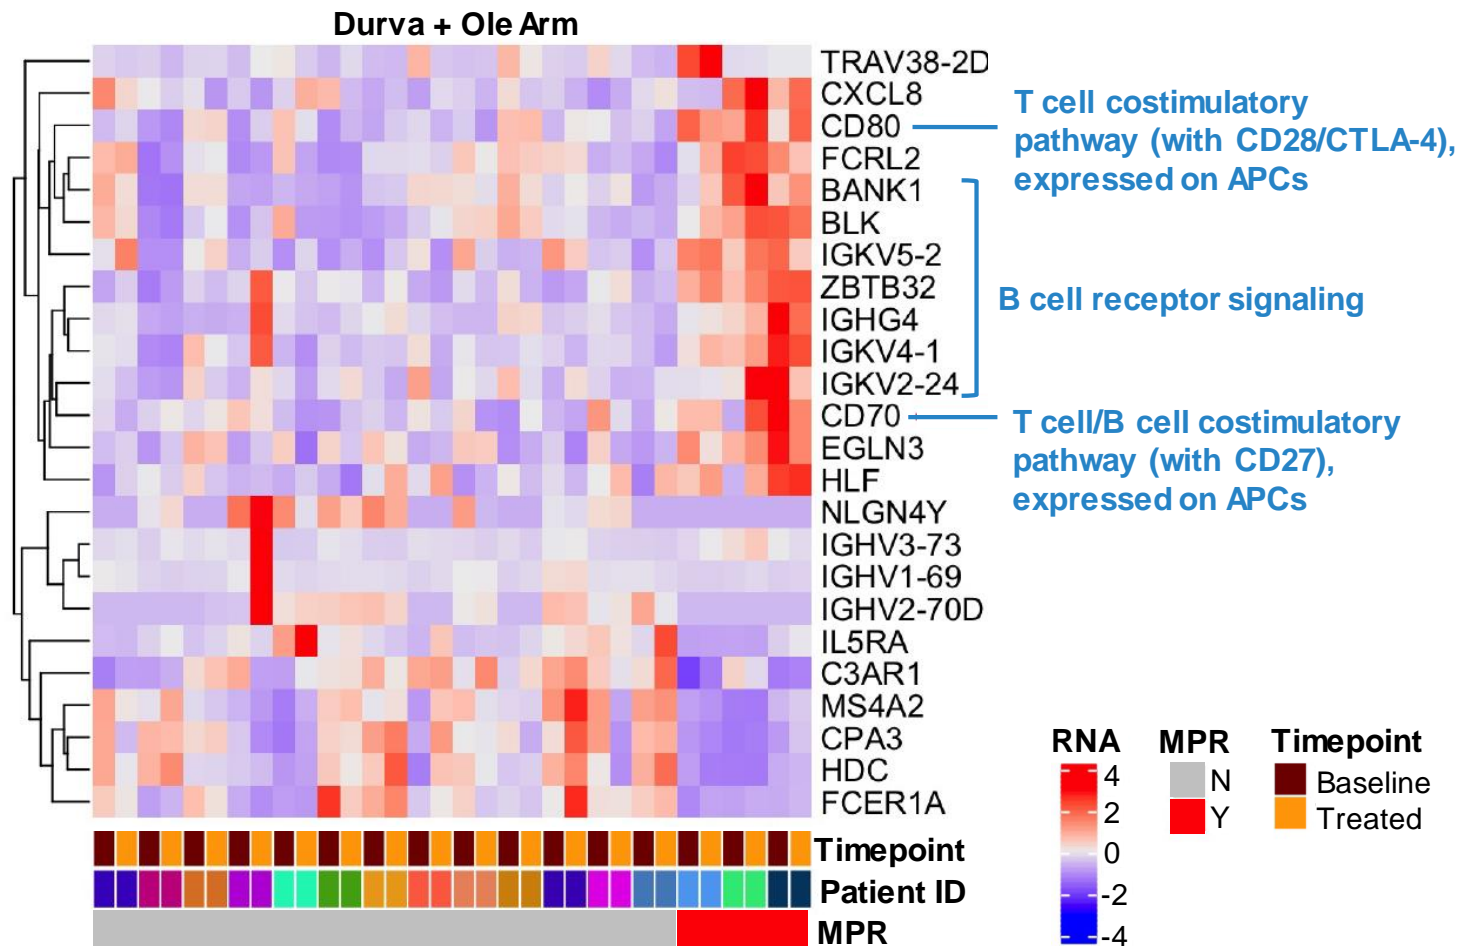 Durva + Ole Arm
TRAV38-2D
CXCL8
CD80
FCRL2
BANK1
BLK
IGKV5-2
ZBTB32
IGHG4
IGKV4-1
IGKV2-24
CD70
EGLN3
HLF
NLGN4Y
IGHV3-73
IGHV1-69
IGHV2-70D
IL5RA
C3AR1
MS4A2
CPA3
HDC
FCER1A
T cell costimulatory
pathway (with CD28/CTLA-4),
expressed on APCs
B cell receptor signaling
T cell/B cell costimulatory
pathway (with CD27),
expressed on APCs
Timepoint
Patient ID
MPR
RNA
4
2
0
-2
-4
MPR
N
Y
Timepoint
Baseline
Treated